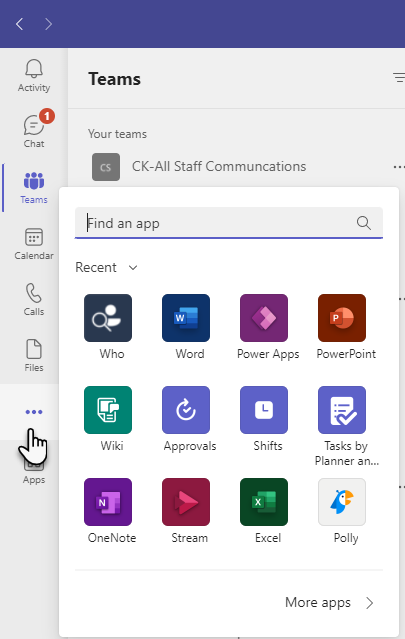 Activity
1
Chat
Teams
Calendar
Calls
Files
Apps
Teams
Your teams
CS
CK-All Staff Communcations
Find an app
Recent
Who
W
Word
Power Apps
P
PowerPoint
Wiki
Approvals
Shifts
Tasks by
Planner an...
N
OneNote
Stream
X
Excel
Polly
More apps